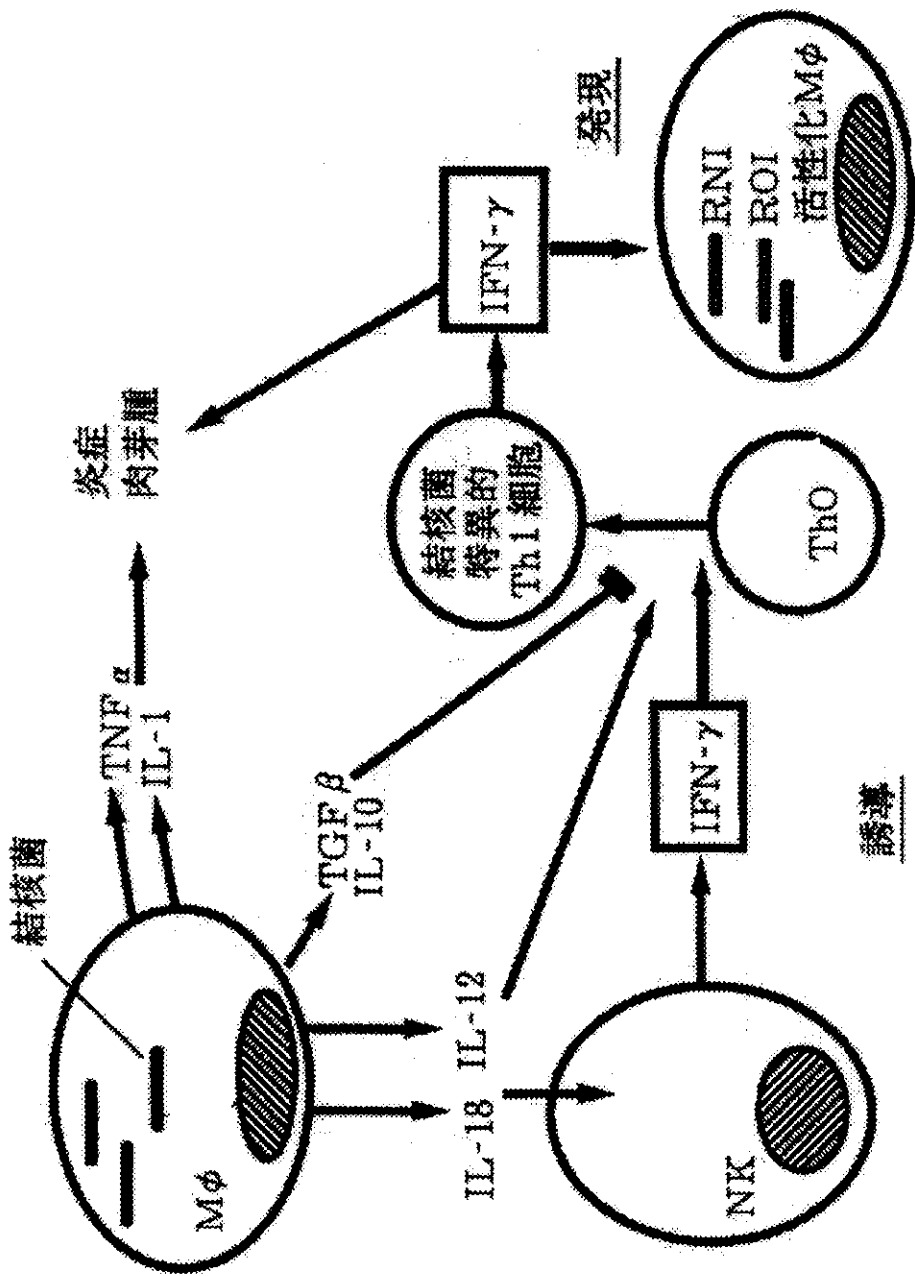 結核菌
Mφ
TNFα
IL-1
炎症
肉芽腫
TGFβ
IL-10
IL-18
IL-12
NK
IFN-γ
誘導
Th0
結核菌
特異的
Th1細胞
IFN-γ
発現
RNI
ROI
活性化Mφ